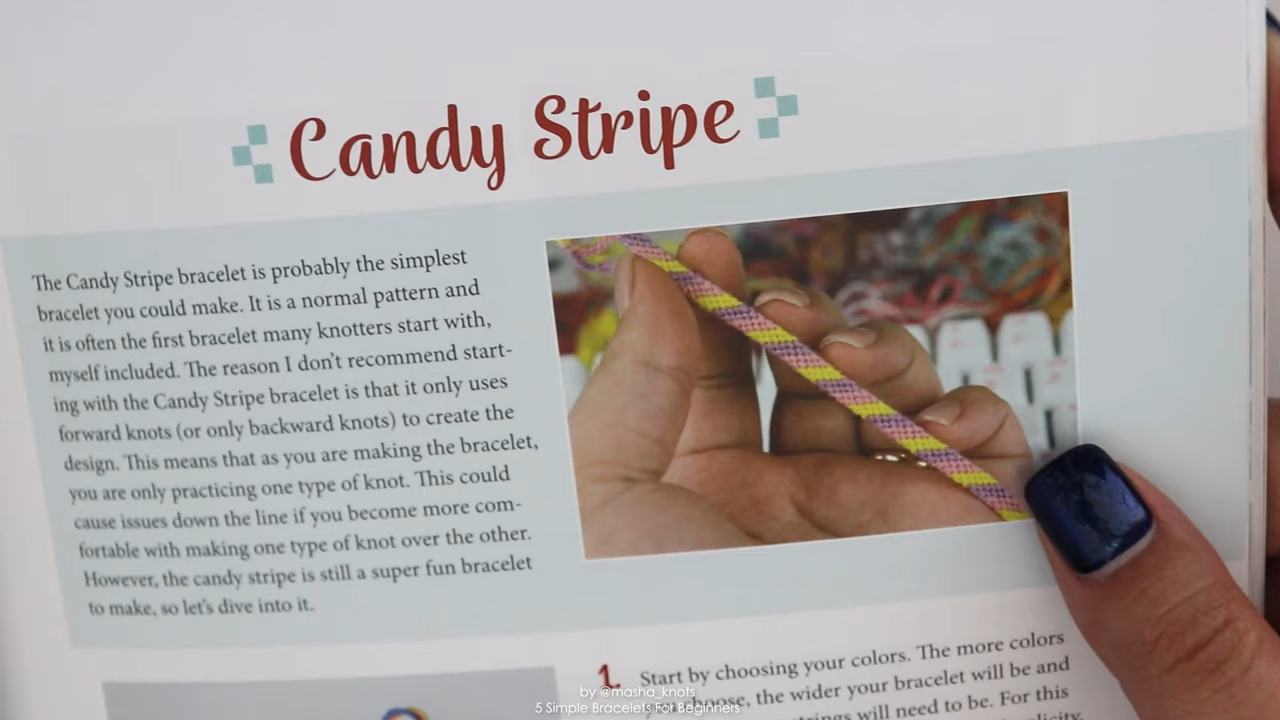 Candy Stripe
The Candy Stripe bracelet is probably the simplest
bracelet you could make. It is a normal pattern and
it is often the first bracelet many knotters start with,
myself included. The reason I don't recommend start-
ing with the Candy Stripe bracelet is that it only uses
forward knots (or only backward knots) to create the
design. This means that as you are making the bracelet,
you are only practicing one type of knot. This could
cause issues down the line if you become more com-
fortable with making one type of knot over the other.
However, the candy stripe is still a super fun bracelet
to make, so let's dive into it.
1. Start by choosing your colors. The more colors
the wider your bracelet will be and
will need to be. For this
by @masha_knots
5 Simple Bracelets For Beginners